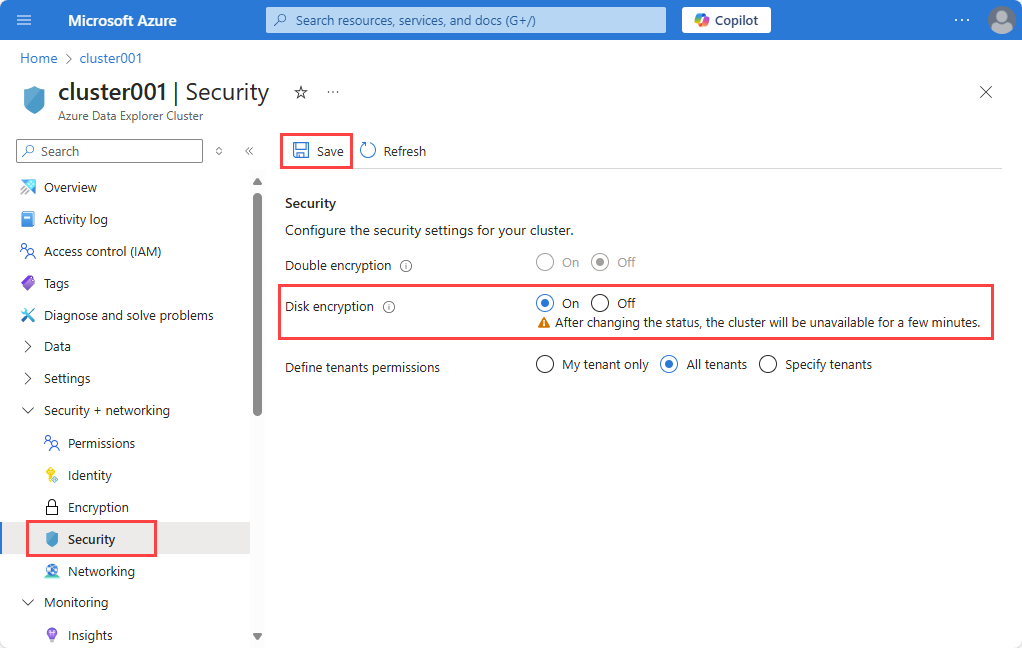 Microsoft Azure
Search resources, services, and docs (G+/)
Copilot
Home > cluster001
cluster001 | Security
Azure Data Explorer Cluster
Search
Save
Refresh
Overview
Activity log
Access control (IAM)
Tags
Diagnose and solve problems
Data
Settings
Security + networking
Permissions
Identity
Encryption
Security
Networking
Monitoring
Insights
Security
Configure the security settings for your cluster.
Double encryption
On
Off
Disk encryption
On
Off
After changing the status, the cluster will be unavailable for a few minutes.
Define tenants permissions
My tenant only
All tenants
Specify tenants